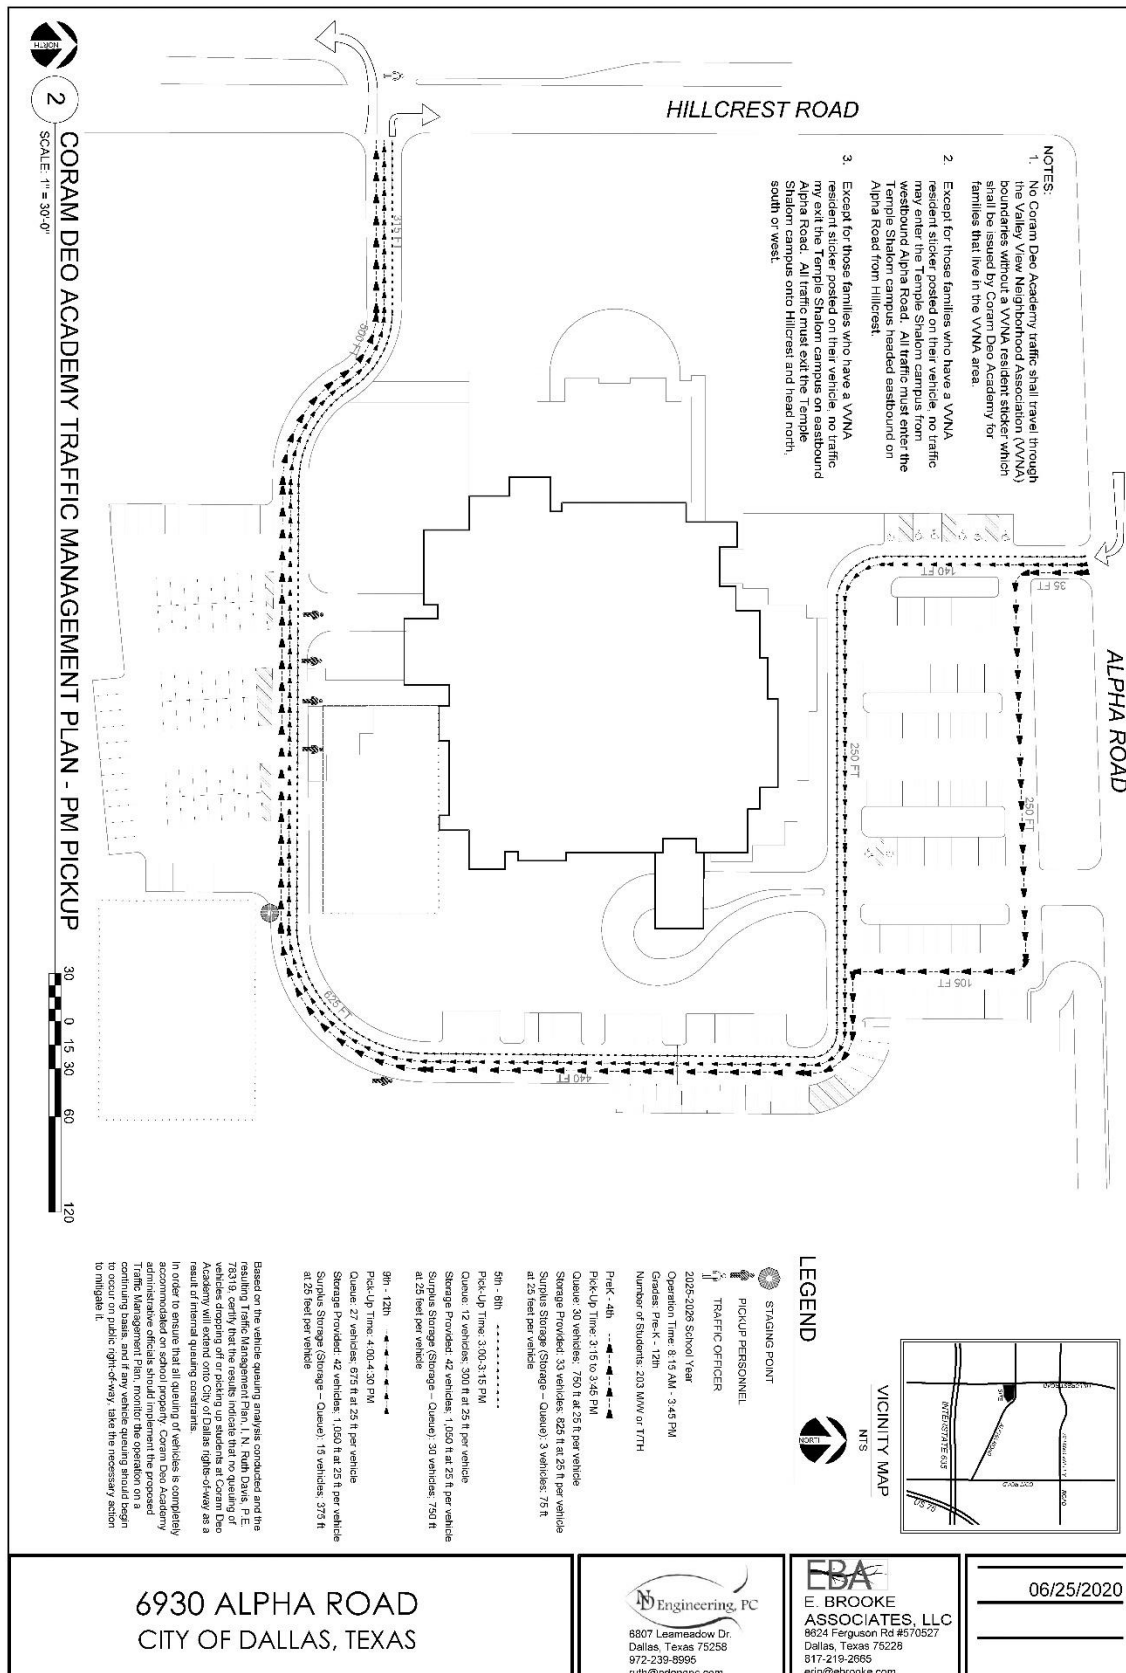 HILLCREST ROAD
ALPHA ROAD
NOTES:
1. No Coram Deo Academy traffic shall travel through
the Valley View Neighborhood Association (VVNA)
boundaries without a VVNA resident sticker which
shall be issued by Coram Deo Academy for
families that live in the VVNA area.
2. Except for those families who have a VVNA
resident sticker posted on their vehicle, no traffic
may enter the Temple Shalom campus from
westbound Alpha Road. All traffic must enter the
Temple Shalom campus headed eastbound on
Alpha Road from Hillcrest.
3. Except for those families who have a VVNA
resident sticker posted on their vehicle, no traffic
my exit the Temple Shalom campus on eastbound
Alpha Road. All traffic must exit the Temple
Shalom campus onto Hillcrest and head north,
south or west.
315 FT
500 FT
140 FT
35 FT
250 FT
250 FT
105 FT
625 FT
440 FT
NORTH
2
CORAM DEO ACADEMY TRAFFIC MANAGEMENT PLAN - PM PICKUP
SCALE: 1" = 30'-0"
30 0 15 30 60 120
VICINITY MAP
NTS
NORTH
INTERSTATE 635
US 75
SITE
LEGEND
STAGING POINT
PICKUP PERSONNEL
TRAFFIC OFFICER
2025-2026 School Year
Operation Time: 8:15 AM - 3:45 PM
Grades: Pre-K - 12th
Number of Students: 203 M/W or T/TH
PreK - 4th
Pick-Up Time: 3:15 to 3:45 PM
Queue: 30 vehicles; 750 ft at 25 ft per vehicle
Storage Provided: 33 vehicles; 825 ft at 25 ft per vehicle
Surplus Storage (Storage – Queue): 3 vehicles; 75 ft
at 25 feet per vehicle
5th - 8th
Pick-Up Time: 3:00-3:15 PM
Queue: 12 vehicles; 300 ft at 25 ft per vehicle
Storage Provided: 42 vehicles; 1,050 ft at 25 ft per vehicle
Surplus Storage (Storage – Queue): 30 vehicles; 750 ft
at 25 feet per vehicle
9th - 12th
Pick-Up Time: 4:00-4:30 PM
Queue: 27 vehicles; 675 ft at 25 ft per vehicle
Storage Provided: 42 vehicles; 1,050 ft at 25 ft per vehicle
Surplus Storage (Storage – Queue): 15 vehicles; 375 ft
at 25 feet per vehicle
Based on the vehicle queuing analysis conducted and the
resulting Traffic Management Plan, I, N. Ruth Davis, P.E.
78319, certify that the results indicate that no queuing of
vehicles dropping off or picking up students at Coram Deo
Academy will extend onto City of Dallas rights-of-way as a
result of internal queuing constraints.
In order to ensure that all queuing of vehicles is completely
accommodated on school property, Coram Deo Academy
administrative officials should implement the proposed
Traffic Management Plan, monitor the operation on a
continuing basis, and if any vehicle queuing should begin
to occur on public right-of-way, take the necessary action
to mitigate it.
6930 ALPHA ROAD
CITY OF DALLAS, TEXAS
ND Engineering, PC
6807 Leameadow Dr.
Dallas, Texas 75258
972-239-8995
EBA
E. BROOKE
ASSOCIATES, LLC
8624 Ferguson Rd #570527
Dallas, Texas 75228
817-219-2665
erin@ebrooke.com
06/25/2020